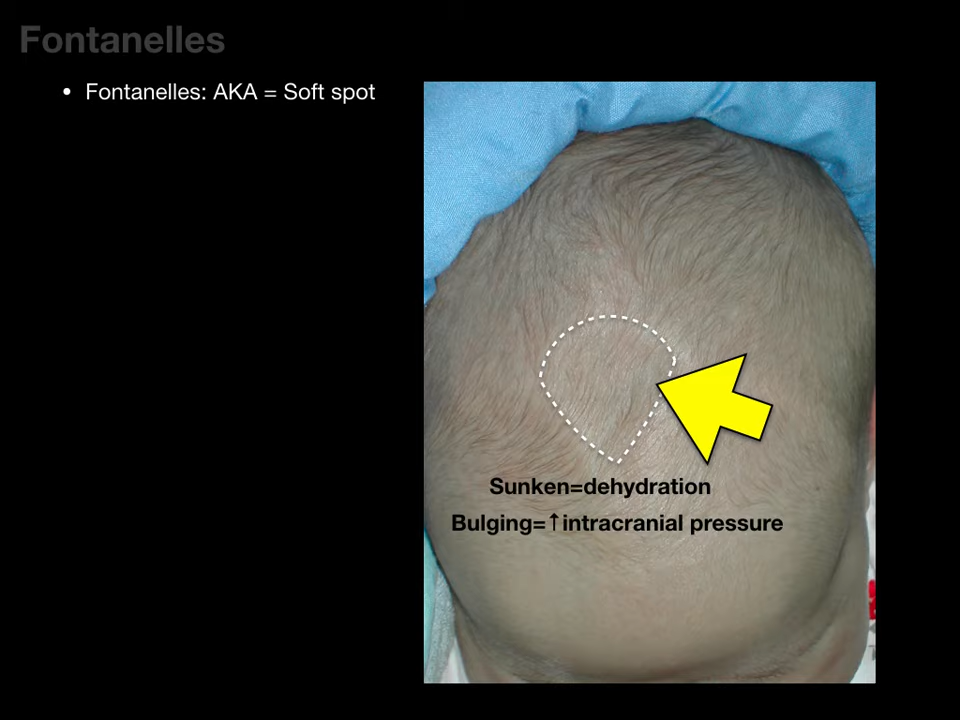 Fontanelles
• Fontanelles: AKA = Soft spot
Sunken=dehydration
Bulging=↑intracranial pressure